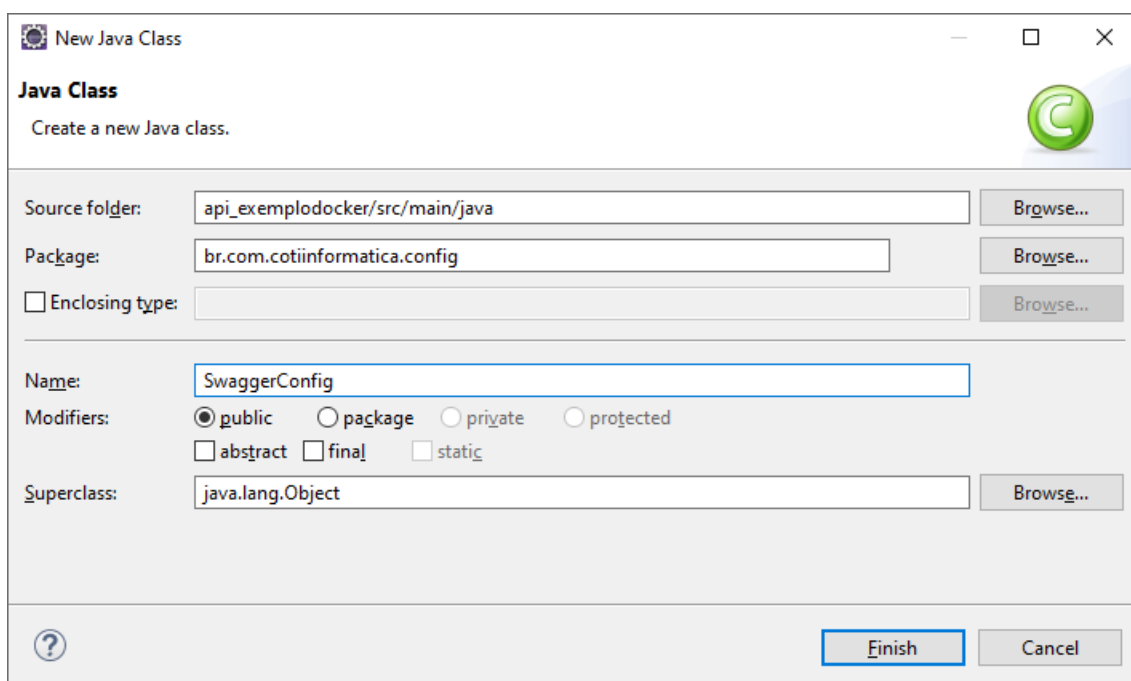 New Java Class
Java Class
Create a new Java class.
Source folder: api_exemplodocker/src/main/java Browse...
Package: br.com.cotiinformatica.config Browse...
Enclosing type: Browse...
Name: SwaggerConfig
Modifiers: public package private protected
abstract final static
Superclass: java.lang.Object Browse...
? Finish Cancel